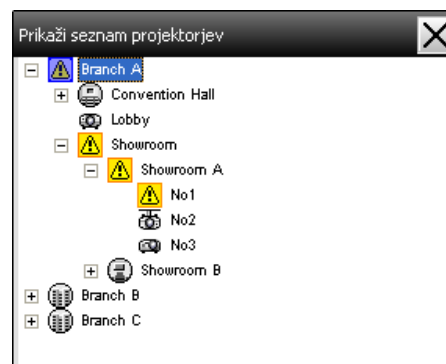 Prikaži seznam projektorjev
Branch A
Convention Hall
Lobby
Showroom
Showroom A
No1
No2
No3
Showroom B
Branch B
Branch C